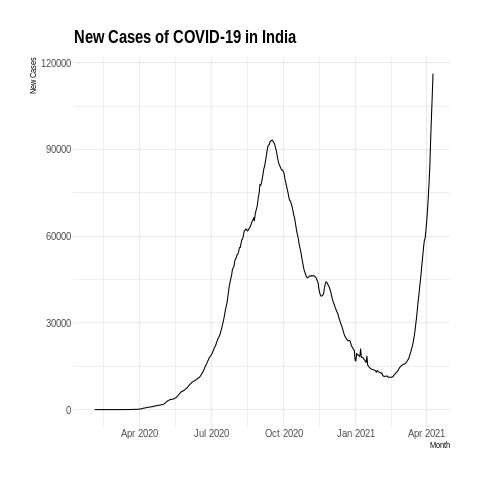 New Cases of COVID-19 in India
New Cases
120000
90000
60000
30000
0
Apr 2020 Jul 2020 Oct 2020 Jan 2021 Apr 2021
Month